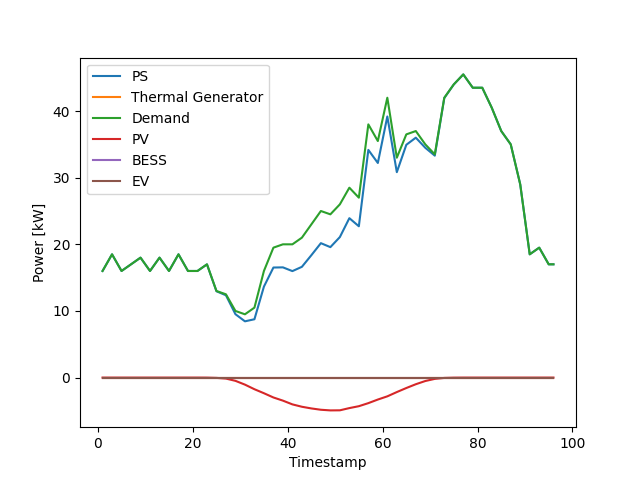 PS
Thermal Generator
Demand
PV
BESS
EV
Power [kW]
40
30
20
10
0
0 20 40 60 80 100
Timestamp